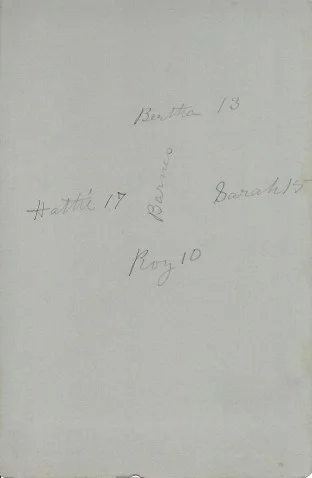 Bertha 13
Hattie 17
Barnes
Sarah 15
Roy 10